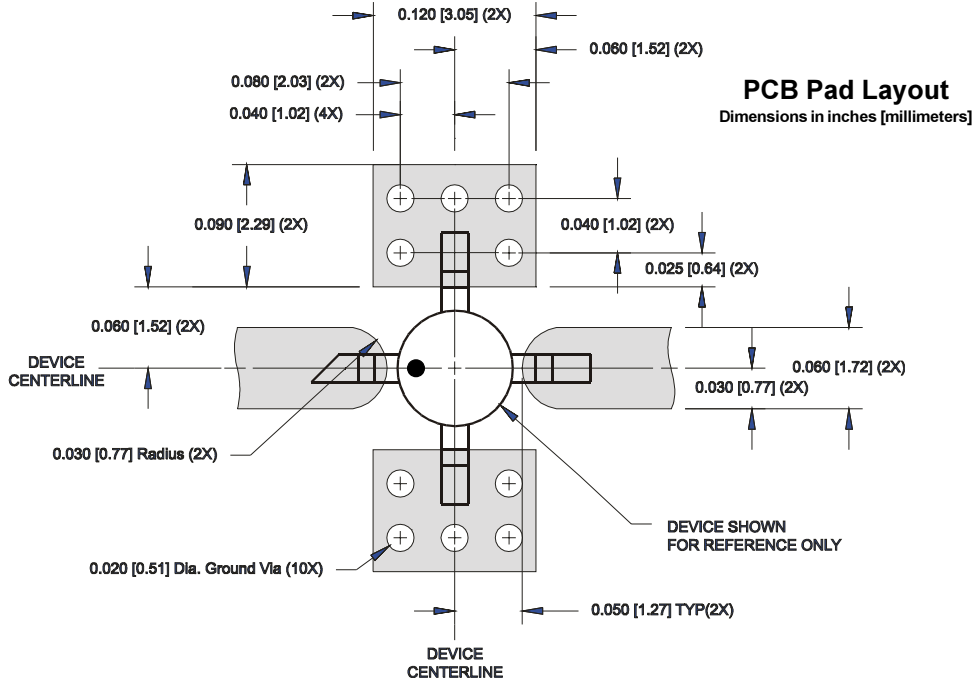 0.120 [3.05] (2X)
0.060 [1.52] (2X)
0.080 [2.03] (2X)
0.040 [1.02] (4X)
PCB Pad Layout
Dimensions in inches [millimeters]
0.090 [2.29] (2X)
0.040 [1.02] (2X)
0.025 [0.64] (2X)
0.060 [1.52] (2X)
DEVICE
CENTERLINE
0.060 [1.72] (2X)
0.030 [0.77] (2X)
0.030 [0.77] Radius (2X)
DEVICE SHOWN
FOR REFERENCE ONLY
0.020 [0.51] Dia. Ground Via (10X)
0.050 [1.27] TYP(2X)
DEVICE
CENTERLINE